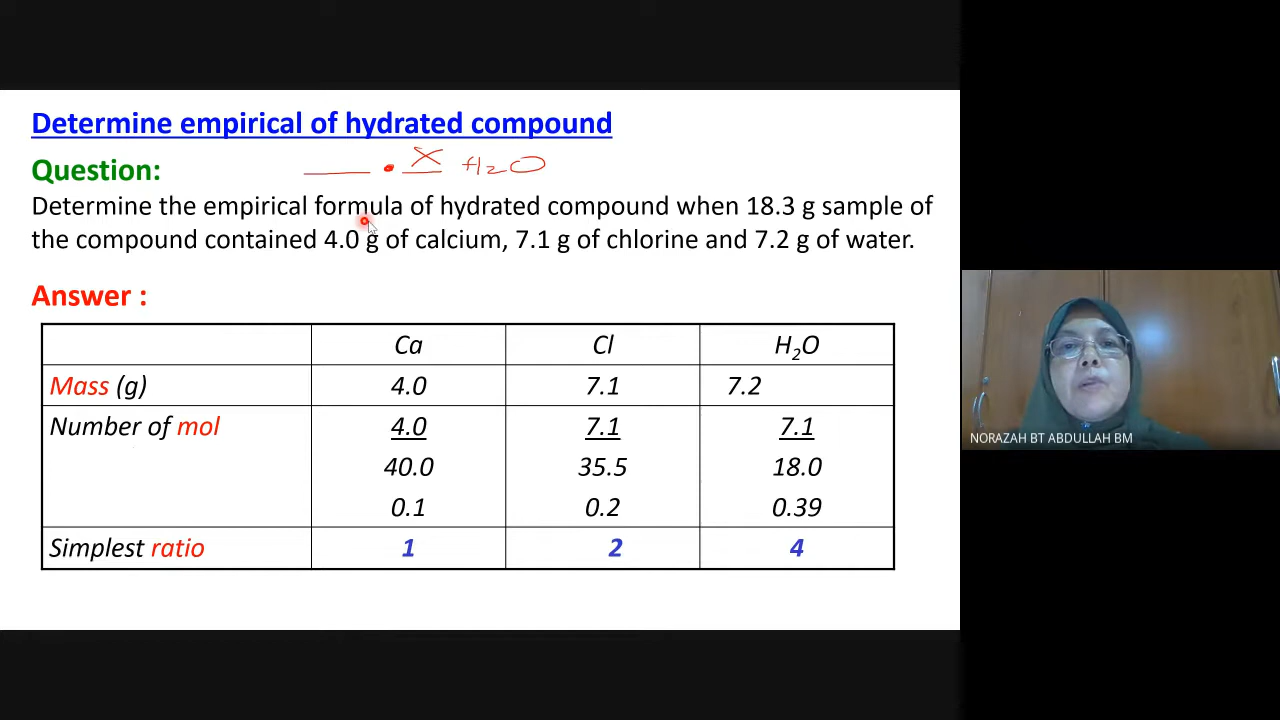 Determine empirical of hydrated compound
Question:
____ • x H₂O
Determine the empirical formula of hydrated compound when 18.3 g sample of
the compound contained 4.0 g of calcium, 7.1 g of chlorine and 7.2 g of water.
Answer :
Ca Cl H₂O
Mass (g) 4.0 7.1 7.2
Number of mol 4.0 7.1 7.1
40.0 35.5 18.0
0.1 0.2 0.39
Simplest ratio 1 2 4
NORAZAH BT ABDULLAH BM